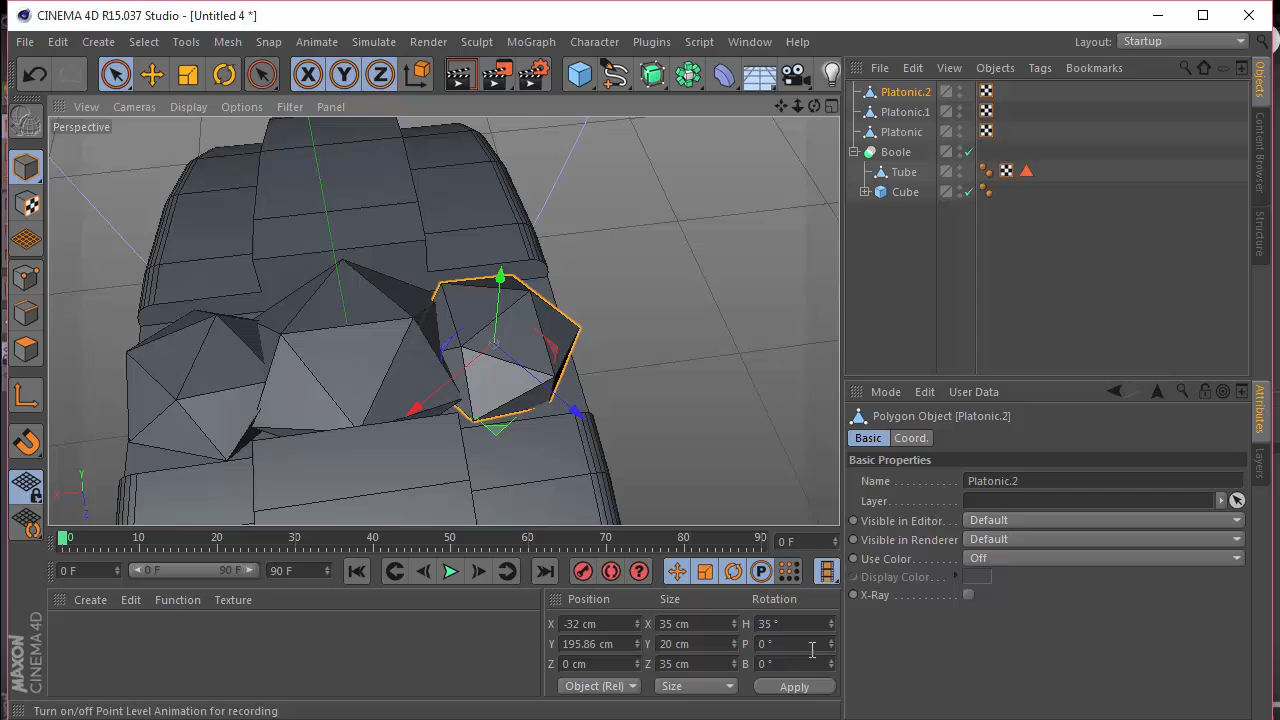 CINEMA 4D R15.037 Studio - [Untitled 4 *]
File Edit Create Select Tools Mesh Snap Animate Simulate Render Sculpt MoGraph Character Plugins Script Window Help Layout: Startup
X Y Z
File Edit View Objects Tags Bookmarks
View Cameras Display Options Filter Panel
Perspective
Platonic.2
Platonic.1
Platonic
Boole
Tube
Cube
Objects
Content Browser
Structure
Mode Edit User Data
Polygon Object [Platonic.2]
Basic Coord.
Basic Properties
Name Platonic.2
Layer
Visible in Editor Default
Visible in Renderer Default
Use Color Off
Display Color
X-Ray
Attributes
Layers
Y
X
Z
0 10 20 30 40 50 60 70 80 90 0 F
0 F 0 F 90 F 90 F
P
Create Edit Function Texture
Position Size Rotation
X -32 cm X 35 cm H 35 °
Y 195.86 cm Y 20 cm P 0 °
Z 0 cm Z 35 cm B 0 °
Object (Rel) Size Apply
MAXON
CINEMA 4D
Turn on/off Point Level Animation for recording